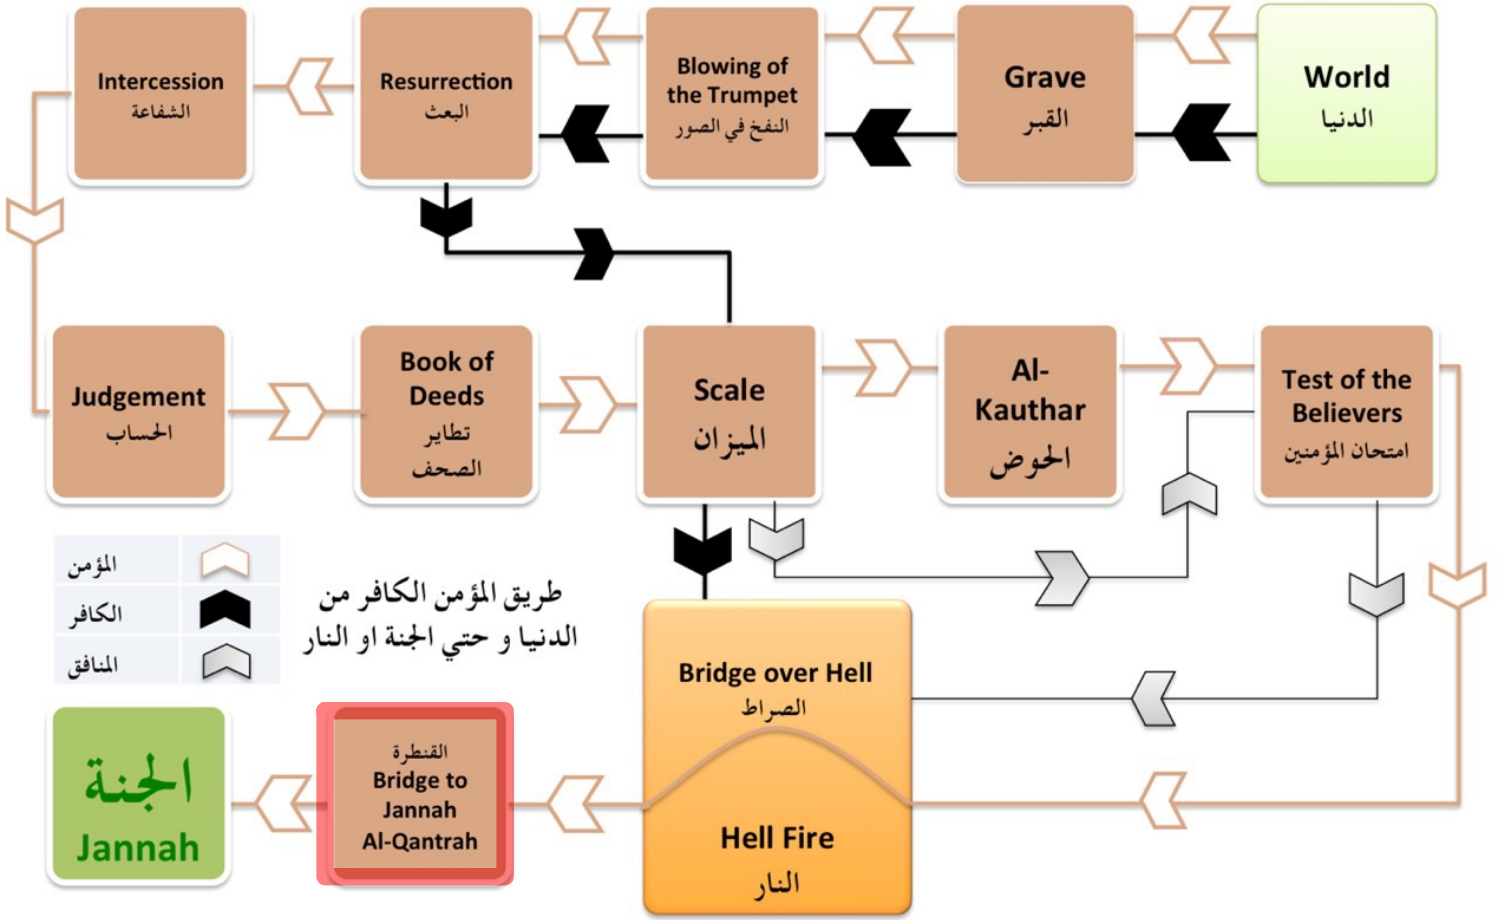 Intercession
الشفاعة
Resurrection
البعث
Blowing of
the Trumpet
النفخ في الصور
Grave
القبر
World
الدنيا
Judgement
الحساب
Book of
Deeds
تطاير
الصحف
Scale
الميزان
Al-
Kauthar
الحوض
Test of the
Believers
امتحان المؤمنين
المؤمن
الكافر
المنافق
طريق المؤمن الكافر من
الدنيا و حتي الجنة او النار
Bridge over Hell
الصراط
Hell Fire
النار
القنطرة
Bridge to
Jannah
Al-Qantrah
الجنة
Jannah